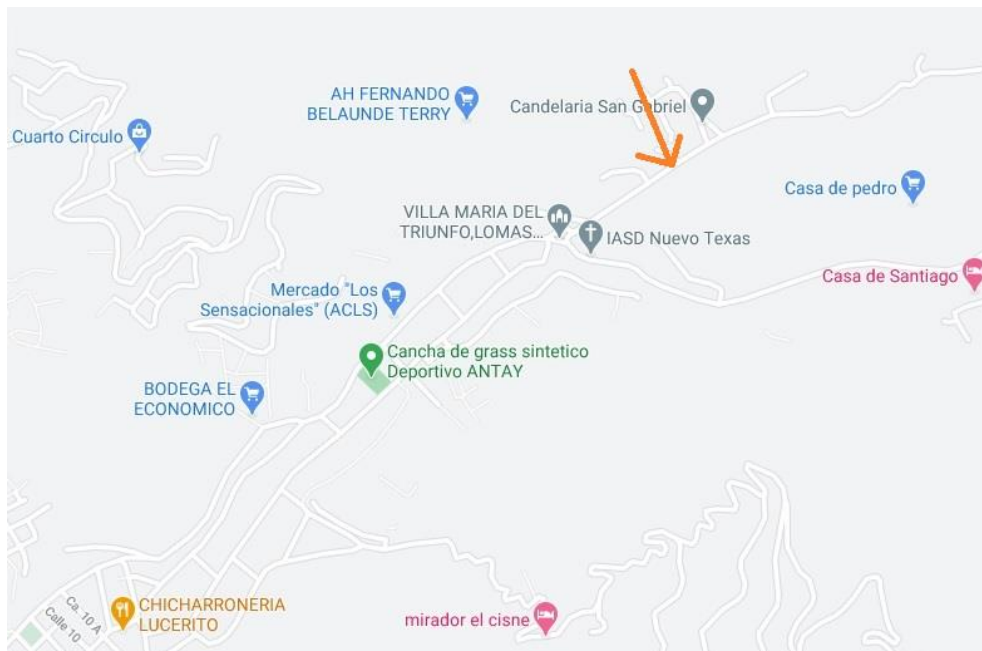 AH FERNANDO
BELAUNDE TERRY
Candelaria San Gabriel
Cuarto Circulo
Casa de pedro
VILLA MARIA DEL
TRIUNFO,LOMAS...
IASD Nuevo Texas
Casa de Santiago
Mercado "Los
Sensacionales" (ACLS)
Cancha de grass sintetico
Deportivo ANTAY
BODEGA EL
ECONOMICO
Ca. 10 A
Calle 10
CHICHARRONERIA
LUCERITO
mirador el cisne